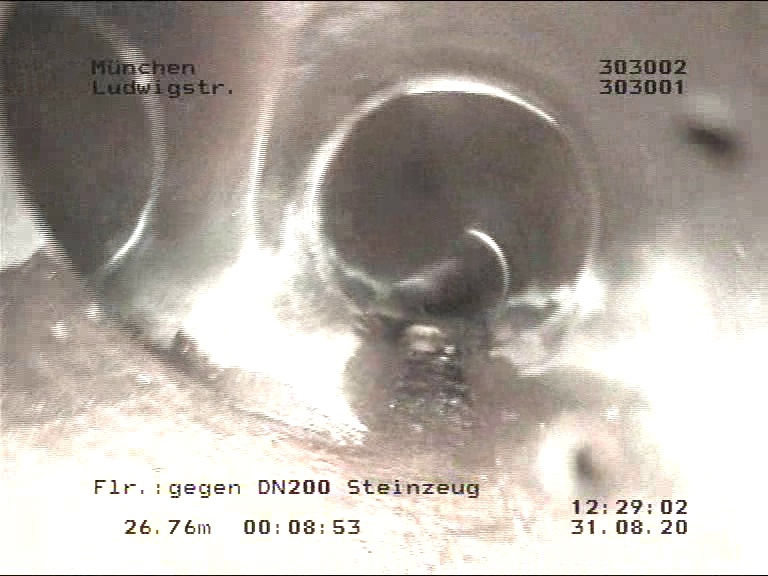 München 303002
Ludwigstr. 303001
Flr.:gegen DN200 Steinzeug
12:29:02
26.76m 00:08:53 31.08.20